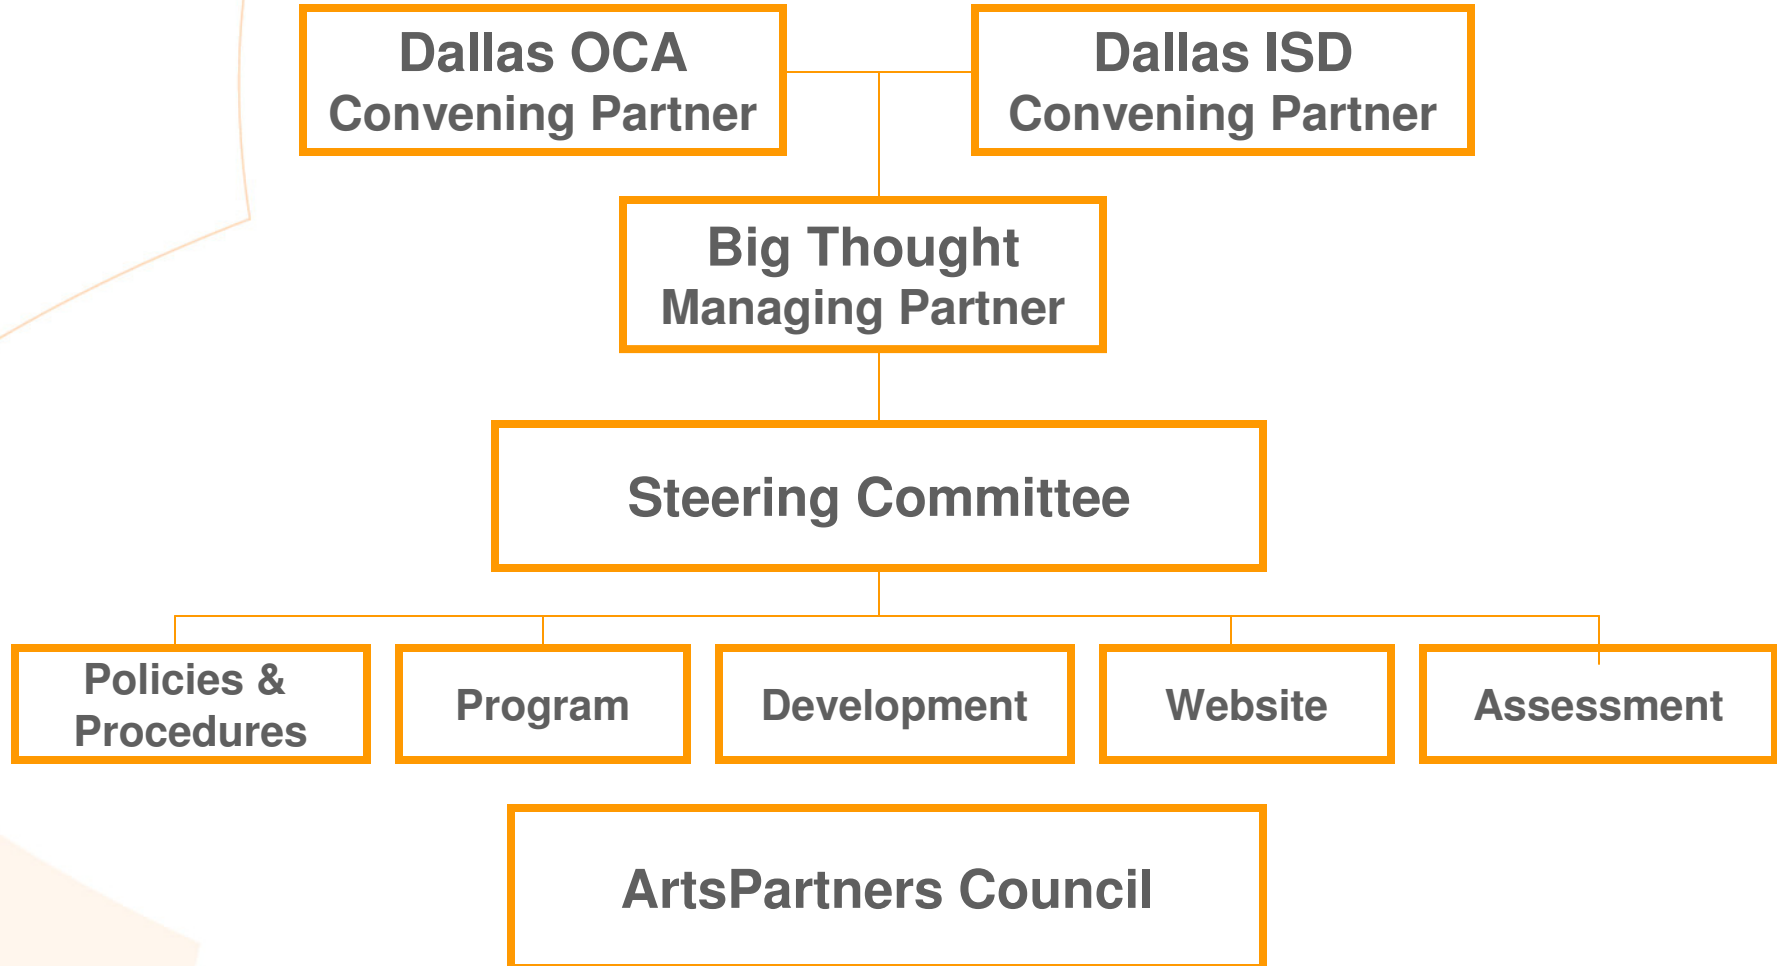 Dallas OCA
Convening Partner
Dallas ISD
Convening Partner
Big Thought
Managing Partner
Steering Committee
Policies &
Procedures
Program
Development
Website
Assessment
ArtsPartners Council